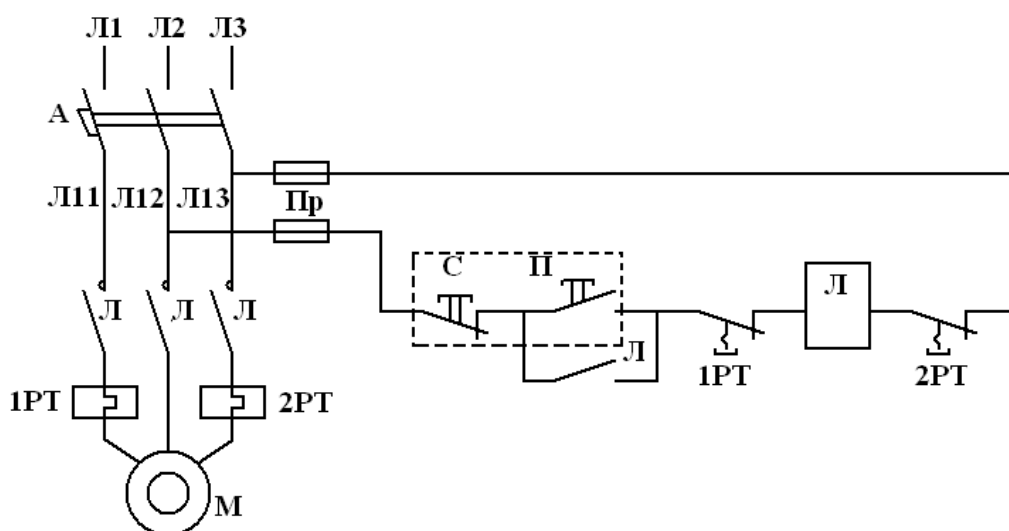 Л1 Л2 Л3
А
Л11 Л12 Л13 Пр
С П
Л Л Л Л
Л
1РТ 2РТ 1РТ 2РТ
М